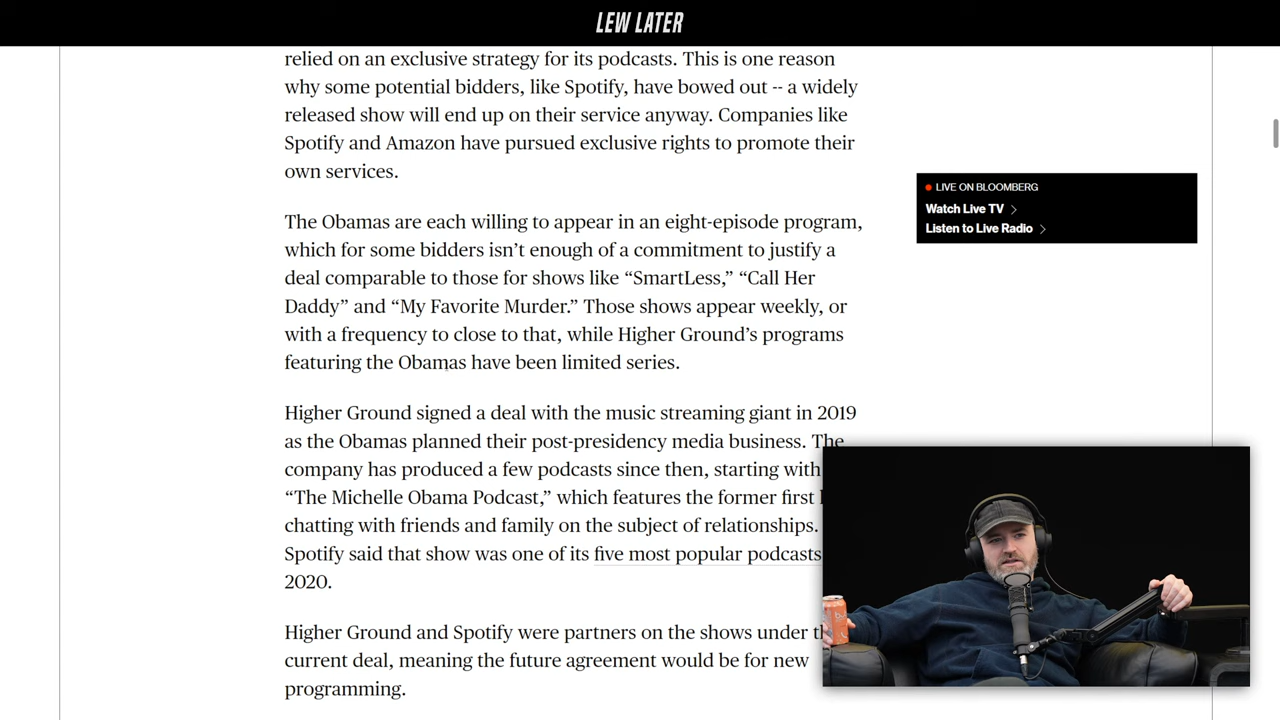 LEW LATER
relied on an exclusive strategy for its podcasts. This is one reason
why some potential bidders, like Spotify, have bowed out -- a widely
released show will end up on their service anyway. Companies like
Spotify and Amazon have pursued exclusive rights to promote their
own services.
The Obamas are each willing to appear in an eight-episode program,
which for some bidders isn’t enough of a commitment to justify a
deal comparable to those for shows like “SmartLess,” “Call Her
Daddy” and “My Favorite Murder.” Those shows appear weekly, or
with a frequency to close to that, while Higher Ground’s programs
featuring the Obamas have been limited series.
Higher Ground signed a deal with the music streaming giant in 2019
as the Obamas planned their post-presidency media business. The
company has produced a few podcasts since then, starting with
“The Michelle Obama Podcast,” which features the former first
chatting with friends and family on the subject of relationships.
Spotify said that show was one of its five most popular podcasts
2020.
Higher Ground and Spotify were partners on the shows under
current deal, meaning the future agreement would be for new
programming.
LIVE ON BLOOMBERG
Watch Live TV
Listen to Live Radio